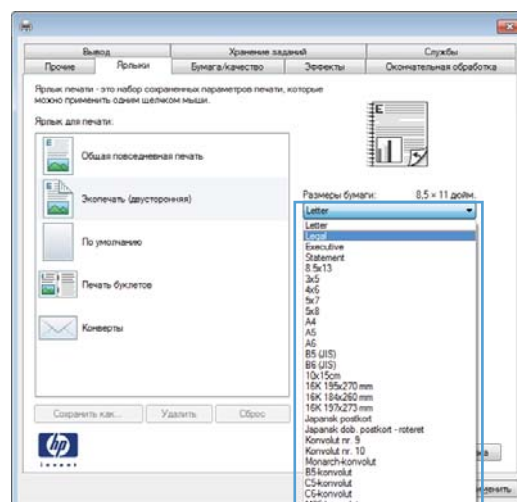 Вывод Хранение заданий Службы
Прочие Ярлыки Бумага/качество Эффекты Окончательная обработка
Ярлык печати - это набор сохраненных параметров печати, которые
можно применить одним щелчком мыши.
Ярлык для печати:
Общая повседневная печать
Экопечать (двусторонняя)
По умолчанию
Печать буклетов
Конверты
Сохранить как... Удалить Сброс
Размеры бумаги: 8,5 × 11 дюйм.
Letter
Letter
Legal
Executive
Statement
8.5x13
3x5
4x6
5x7
5x8
A4
A5
A6
B5 (JIS)
B6 (JIS)
10x15cm
16K 195x270 mm
16K 184x260 mm
16K 197x273 mm
Japansk postkort
Japansk dob. postkort - roteret
Konvolut nr. 9
Konvolut nr. 10
Monarch-konvolut
B5-konvolut
C5-konvolut
C6-konvolut
hp
invent